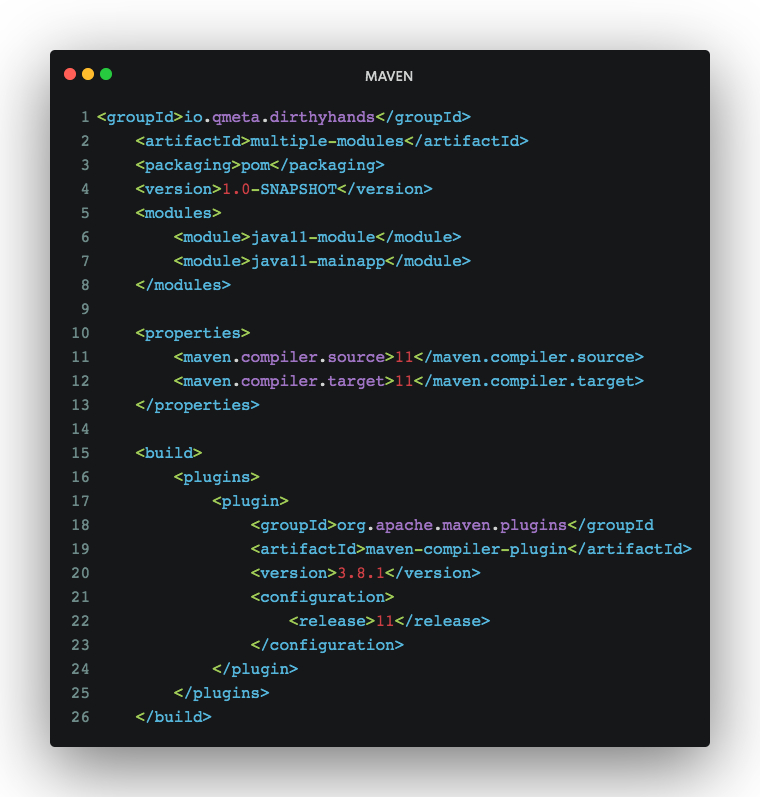 MAVEN
1 <groupId>io.qmeta.dirthyhands</groupId>
2     <artifactId>multiple-modules</artifactId>
3     <packaging>pom</packaging>
4     <version>1.0-SNAPSHOT</version>
5     <modules>
6         <module>java11-module</module>
7         <module>java11-mainapp</module>
8     </modules>
9
10     <properties>
11         <maven.compiler.source>11</maven.compiler.source>
12         <maven.compiler.target>11</maven.compiler.target>
13     </properties>
14
15     <build>
16         <plugins>
17             <plugin>
18                 <groupId>org.apache.maven.plugins</groupId
19                 <artifactId>maven-compiler-plugin</artifactId>
20                 <version>3.8.1</version>
21                 <configuration>
22                     <release>11</release>
23                 </configuration>
24             </plugin>
25         </plugins>
26     </build>